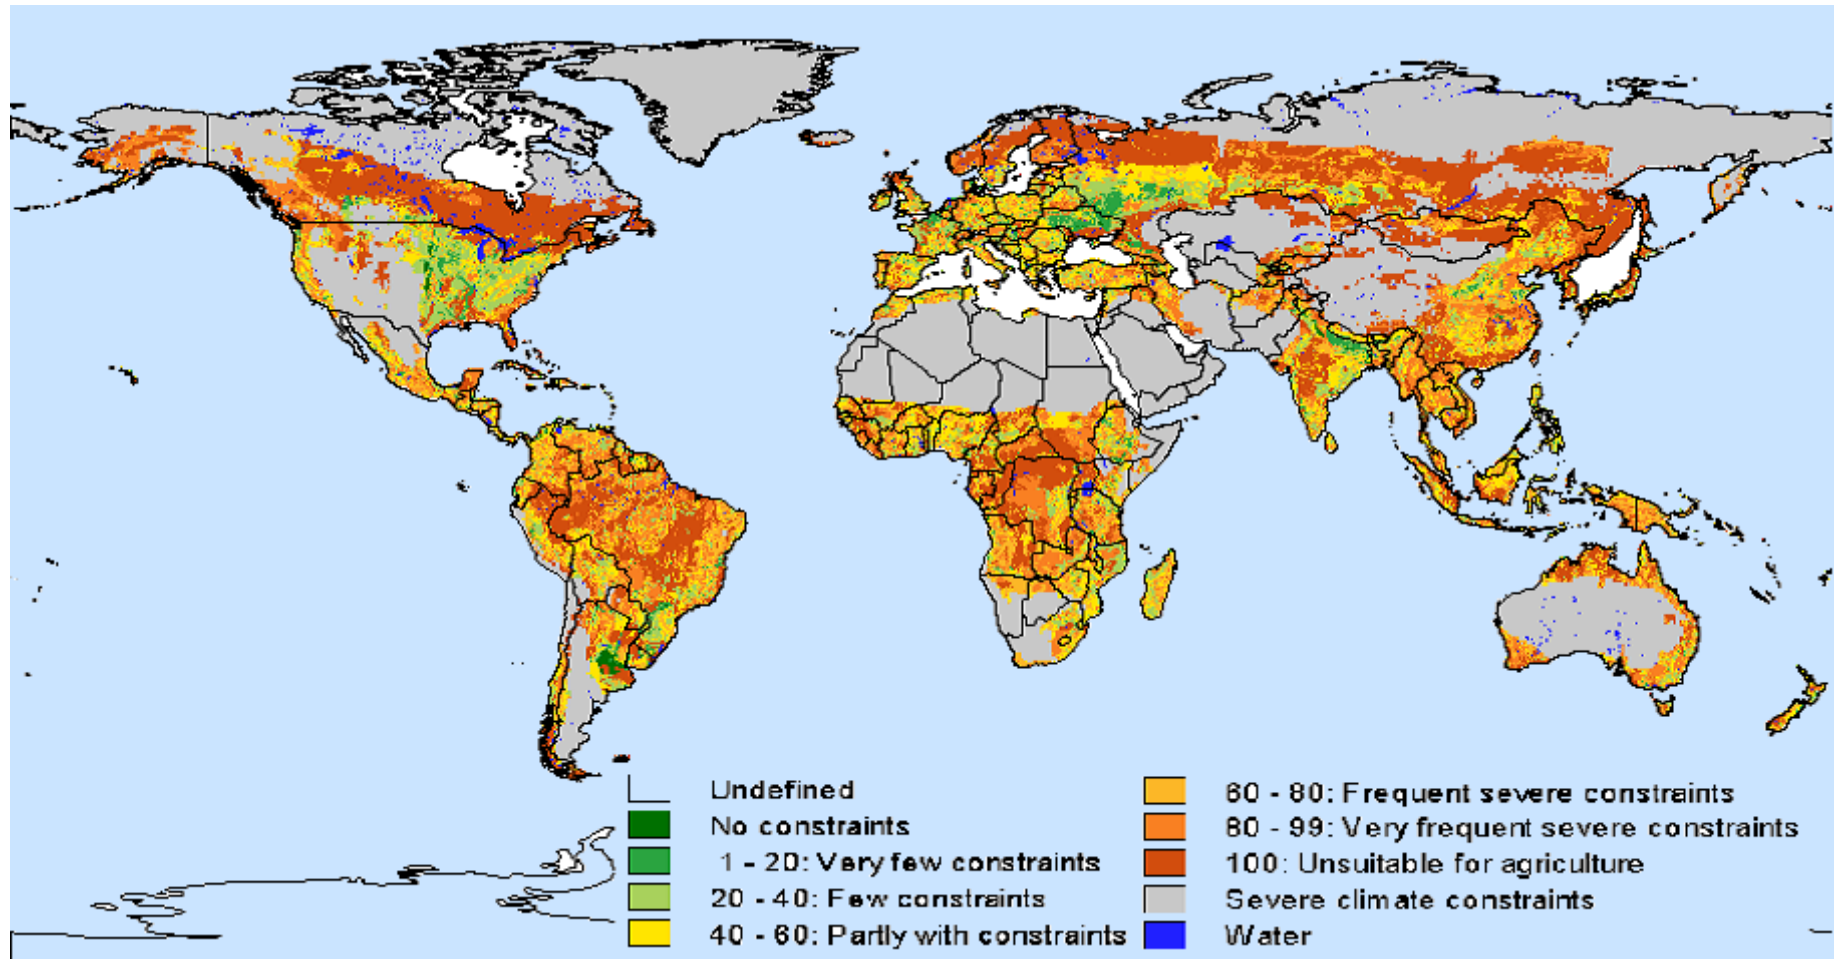 Undefined
No constraints
1 - 20: Very few constraints
20 - 40: Few constraints
40 - 60: Partly with constraints
60 - 80: Frequent severe constraints
80 - 99: Very frequent severe constraints
100: Unsuitable for agriculture
Severe climate constraints
Water